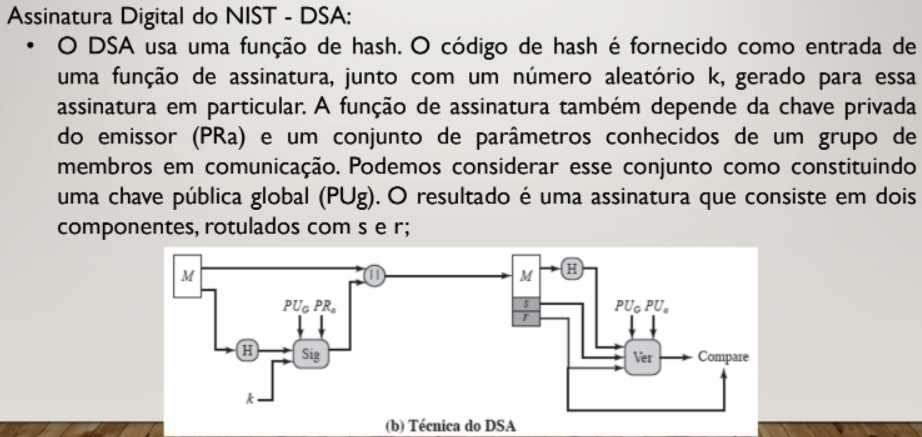 Assinatura Digital do NIST - DSA:
• O DSA usa uma função de hash. O código de hash é fornecido como entrada de
uma função de assinatura, junto com um número aleatório k, gerado para essa
assinatura em particular. A função de assinatura também depende da chave privada
do emissor (PRa) e um conjunto de parâmetros conhecidos de um grupo de
membros em comunicação. Podemos considerar esse conjunto como constituindo
uma chave pública global (PUg). O resultado é uma assinatura que consiste em dois
componentes, rotulados com s e r;
M
||
M
H
s
r
PU_G PR_a
PU_G PU_a
H
Sig
Ver
Compare
k
(b) Técnica do DSA